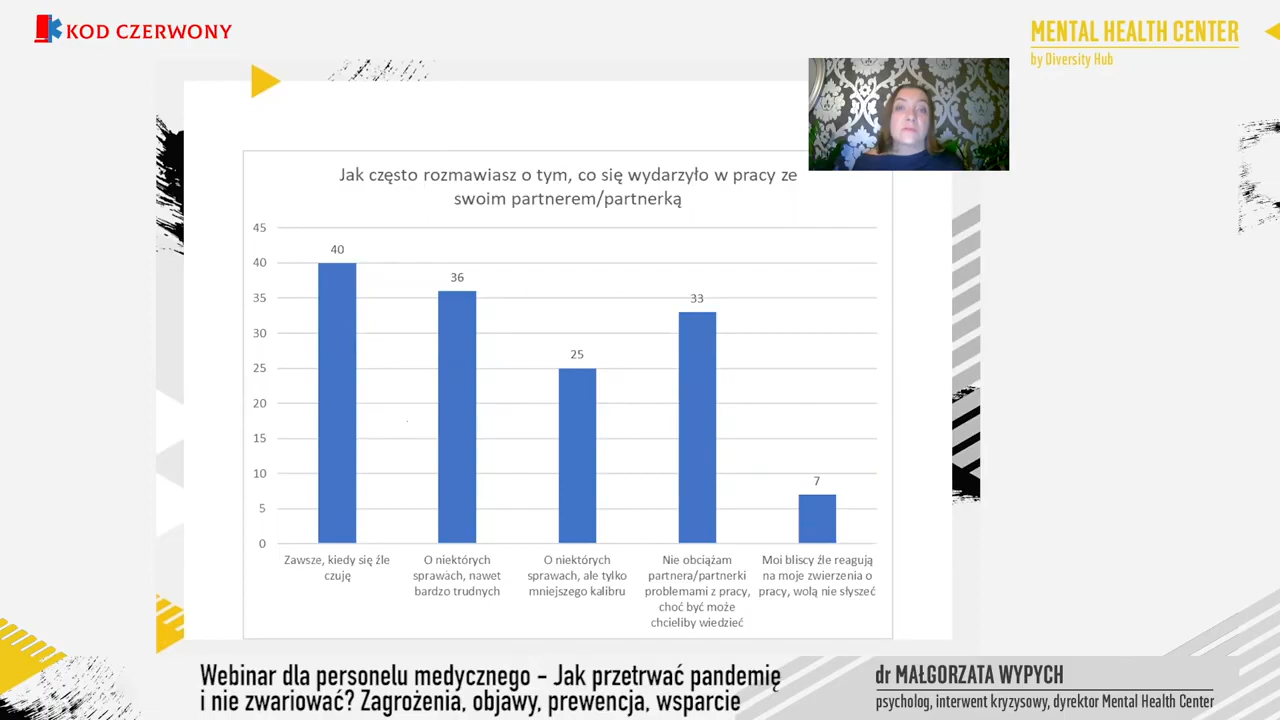 KOD CZERWONY
MENTAL HEALTH CENTER
by Diversity Hub
Jak często rozmawiasz o tym, co się wydarzyło w pracy ze
swoim partnerem/partnerką
45
40
35
30
25
20
15
10
5
0
40
36
25
33
7
Zawsze, kiedy się źle
czuję
O niektórych
sprawach, nawet
bardzo trudnych
O niektórych
sprawach, ale tylko
mniejszego kalibru
Nie obciążam
partnera/partnerki
problemami z pracy,
choć być może
chcieliby wiedzieć
Moi bliscy źle reagują
na moje zwierzenia o
pracy, wolą nie słyszeć
Webinar dla personelu medycznego – Jak przetrwać pandemię
i nie zwariować? Zagrożenia, objawy, prewencja, wsparcie
dr MAŁGORZATA WYPYCH
psycholog, interwent kryzysowy, dyrektor Mental Health Center